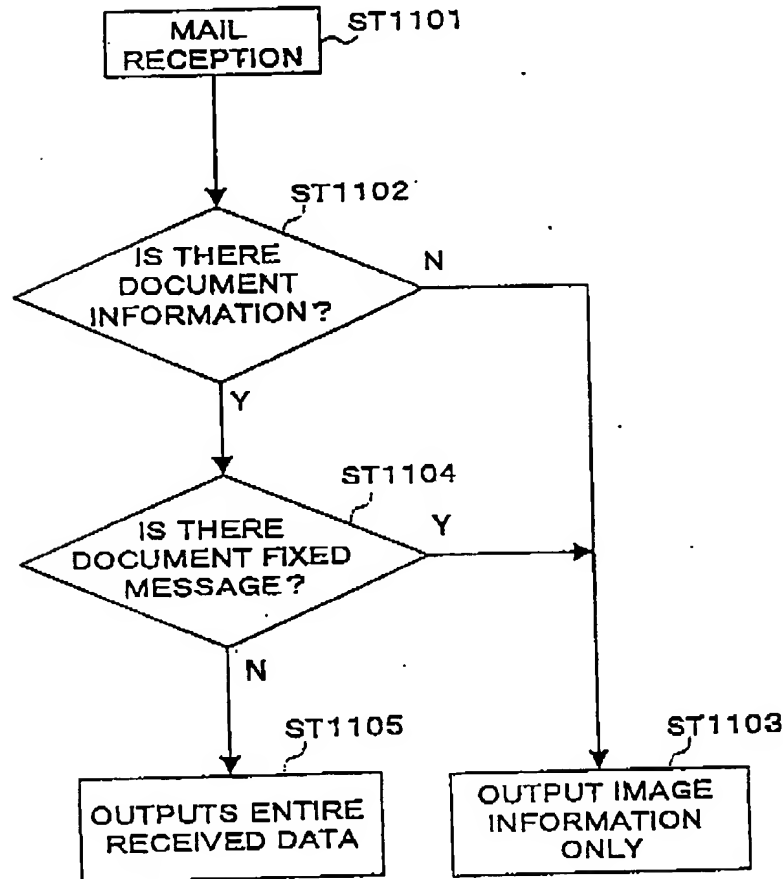 MAIL
RECEPTION
ST1101
ST1102
IS THERE
DOCUMENT
INFORMATION?
N
Y
ST1104
IS THERE
DOCUMENT FIXED
MESSAGE?
Y
N
ST1105
OUTPUTS ENTIRE
RECEIVED DATA
ST1103
OUTPUT IMAGE
INFORMATION
ONLY